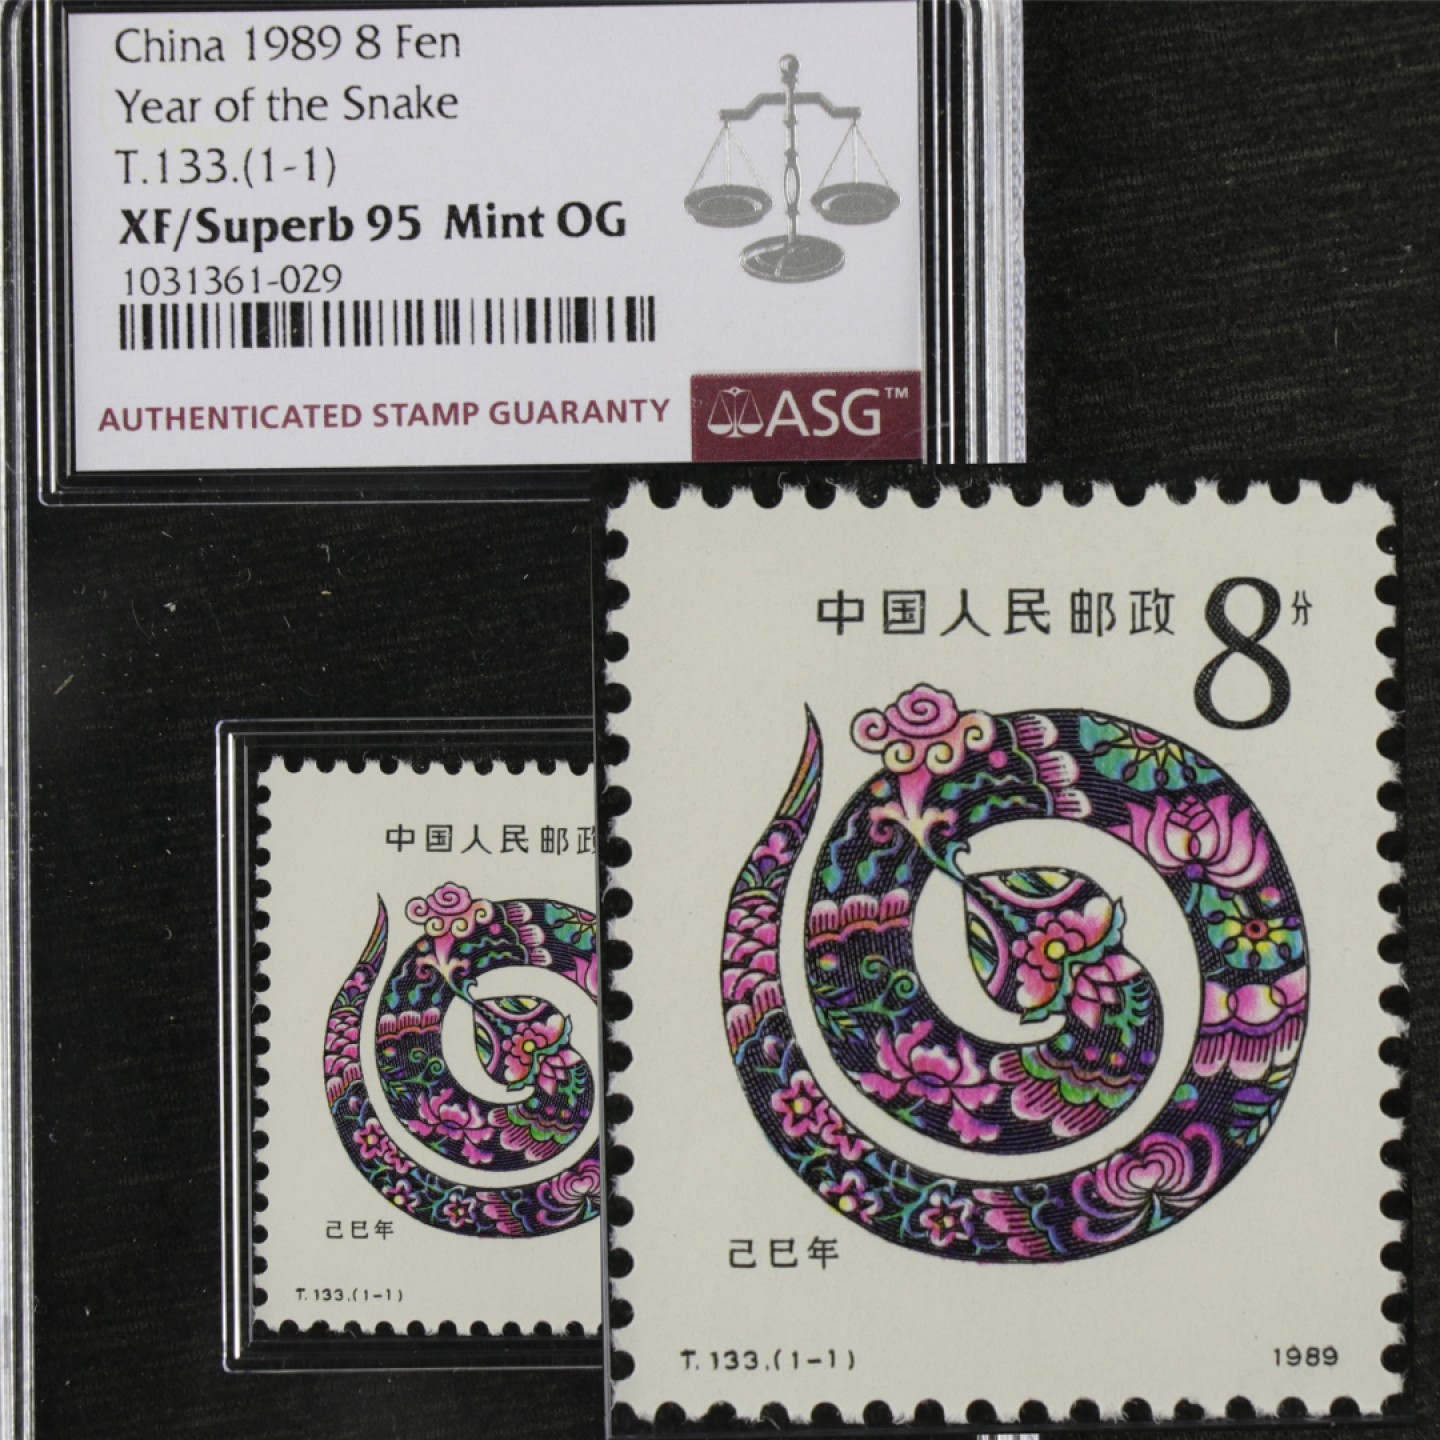 China 1989 8 Fen
Year of the Snake
T.133.(1-1)
XF/Superb 95 Mint OG
1031361-029
AUTHENTICATED STAMP GUARANTY
ASG™
中国人民邮政
己巳年
T.133.(1-1)
中国人民邮政 8分
己巳年
T.133.(1-1) 1989